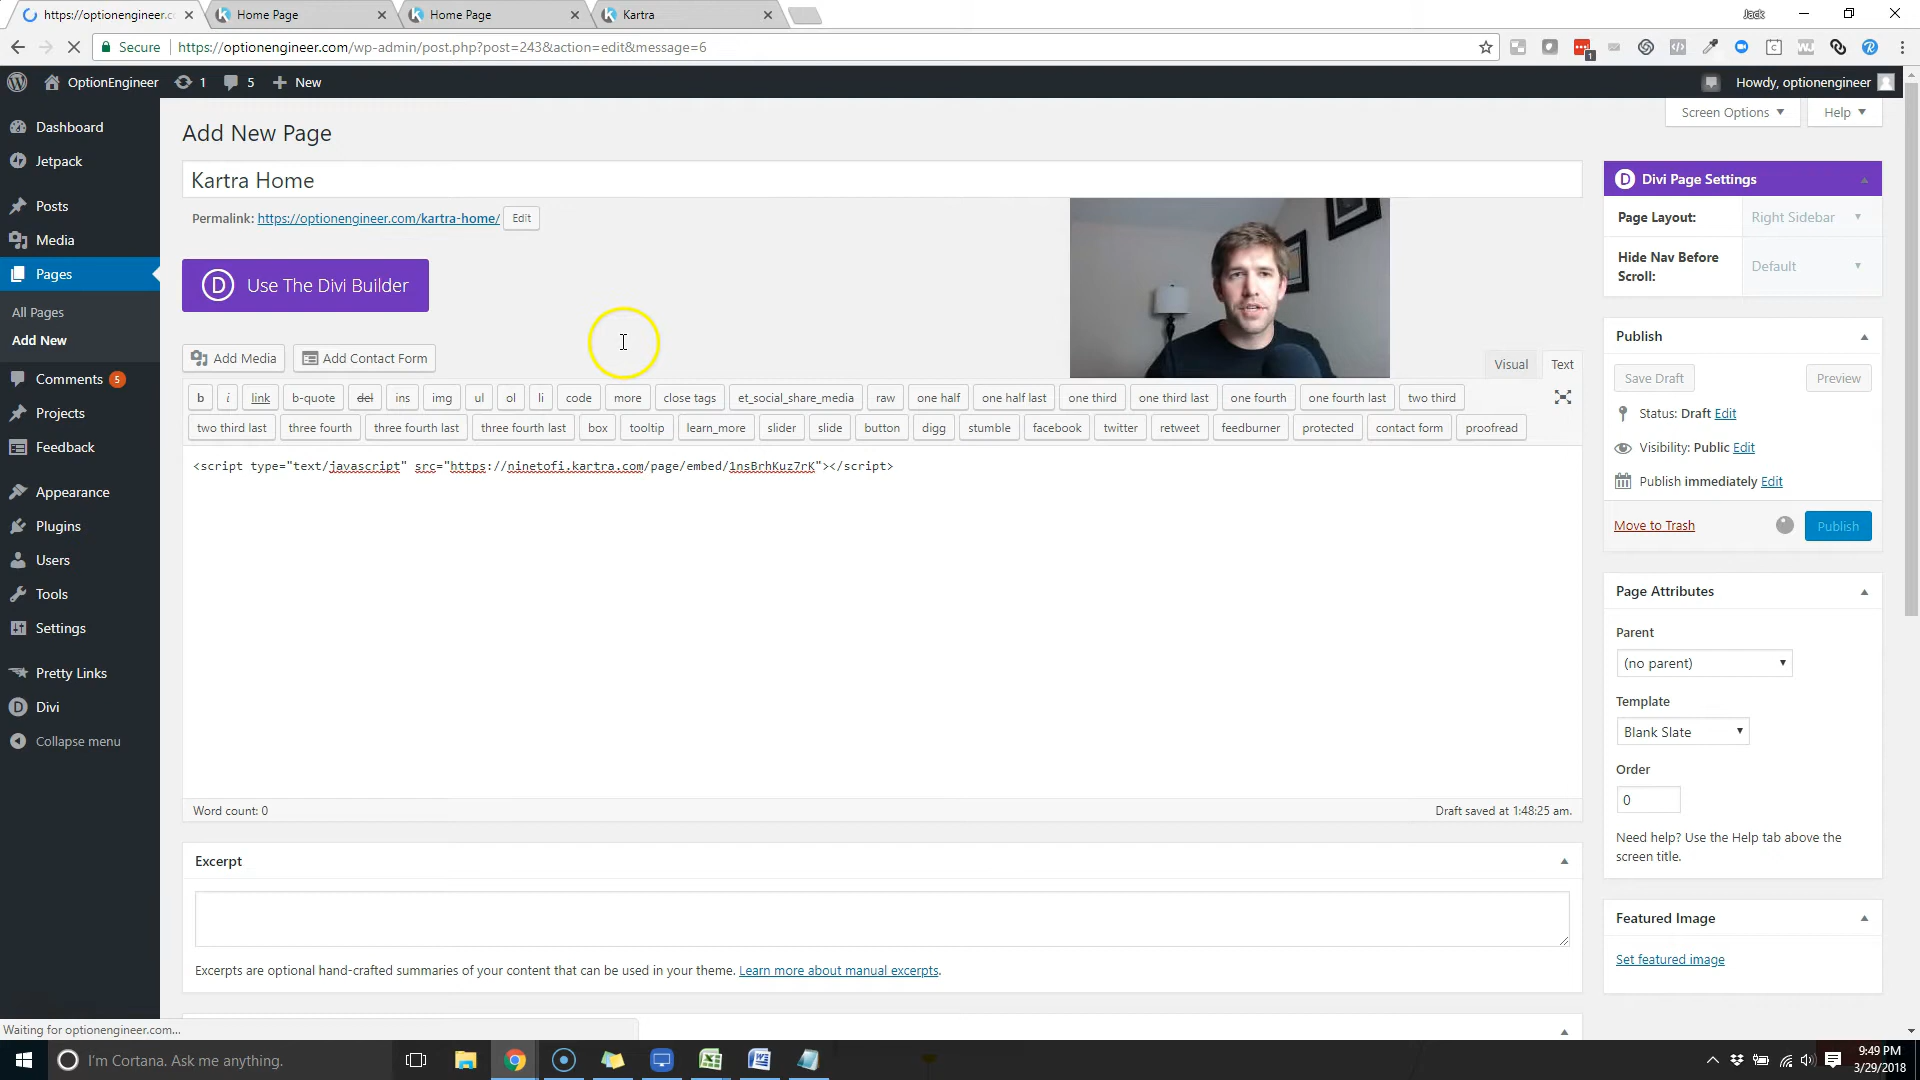 https://optionengineer.co
Home Page
Home Page
Kartra
Jack
Secure
https://optionengineer.com/wp-admin/post.php?post=243&action=edit&message=6
1
OptionEngineer
1
5
New
Howdy, optionengineer
Screen Options
Help
Dashboard
Jetpack
Posts
Media
Pages
All Pages
Add New
Comments 5
Projects
Feedback
Appearance
Plugins
Users
Tools
Settings
Pretty Links
Divi
Collapse menu
Add New Page
Kartra Home
Permalink: https://optionengineer.com/kartra-home/ Edit
Use The Divi Builder
Add Media
Add Contact Form
Visual
Text
b i link b-quote del ins img ul ol li code more close tags et_social_share_media raw one half one half last one third one third last one fourth one fourth last two third
two third last three fourth three fourth last three fourth last box tooltip learn_more slider slide button digg stumble facebook twitter retweet feedburner protected contact form proofread
<script type="text/javascript" src="https://ninetofi.kartra.com/page/embed/1nsBrhKuz7rK"></script>
Word count: 0
Draft saved at 1:48:25 am.
Excerpt
Excerpts are optional hand-crafted summaries of your content that can be used in your theme. Learn more about manual excerpts.
Divi Page Settings
Page Layout:
Right Sidebar
Hide Nav Before
Scroll:
Default
Publish
Save Draft
Preview
Status: Draft Edit
Visibility: Public Edit
Publish immediately Edit
Move to Trash
Publish
Page Attributes
Parent
(no parent)
Template
Blank Slate
Order
0
Need help? Use the Help tab above the
screen title.
Featured Image
Set featured image
Waiting for optionengineer.com...
I'm Cortana. Ask me anything.
9:49 PM
3/29/2018